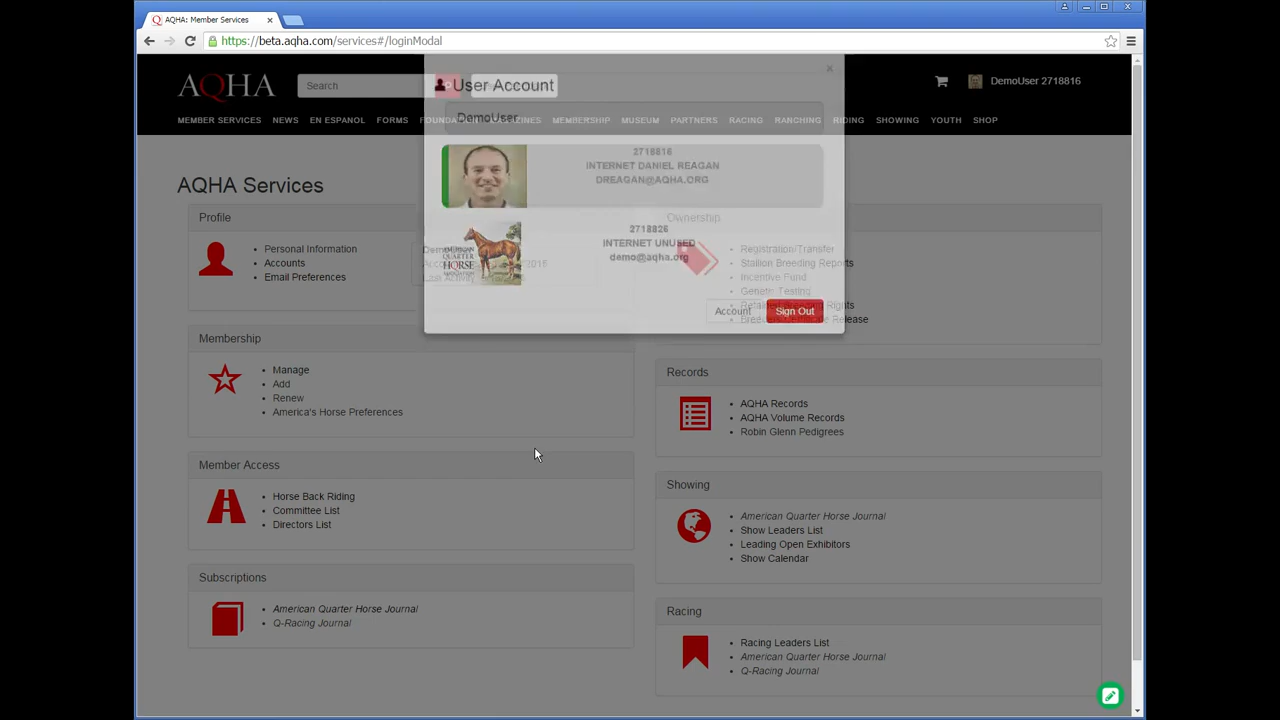 AQHA: Member Services
https://beta.aqha.com/services#/loginModal
AQHA
Search
User Account
DemoUser 2718816
DemoUser
MEMBER SERVICES NEWS EN ESPANOL FORMS MEMBERSHIP MUSEUM PARTNERS RACING RANCHING RIDING SHOWING YOUTH SHOP
2718816
INTERNET DANIEL REAGAN
DREAGAN@AQHA.ORG
AQHA Services
2718826
INTERNET UNUSED
demo@aqha.org
Account
Sign Out
Profile
Personal Information
Accounts
Email Preferences
Membership
Manage
Add
Renew
America's Horse Preferences
Member Access
Horse Back Riding
Committee List
Directors List
Subscriptions
American Quarter Horse Journal
Q-Racing Journal
Ownership
Registration/Transfer
Stallion Breeding Reports
Incentive Fund
Genetic Testing
Records
AQHA Records
AQHA Volume Records
Robin Glenn Pedigrees
Showing
American Quarter Horse Journal
Show Leaders List
Leading Open Exhibitors
Show Calendar
Racing
Racing Leaders List
American Quarter Horse Journal
Q-Racing Journal